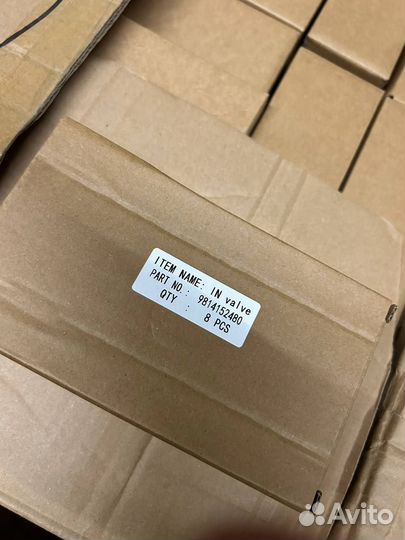 ITEM NAME: IN valve
PART NO.: 9814152480
QTY : 8 PCS
Avito